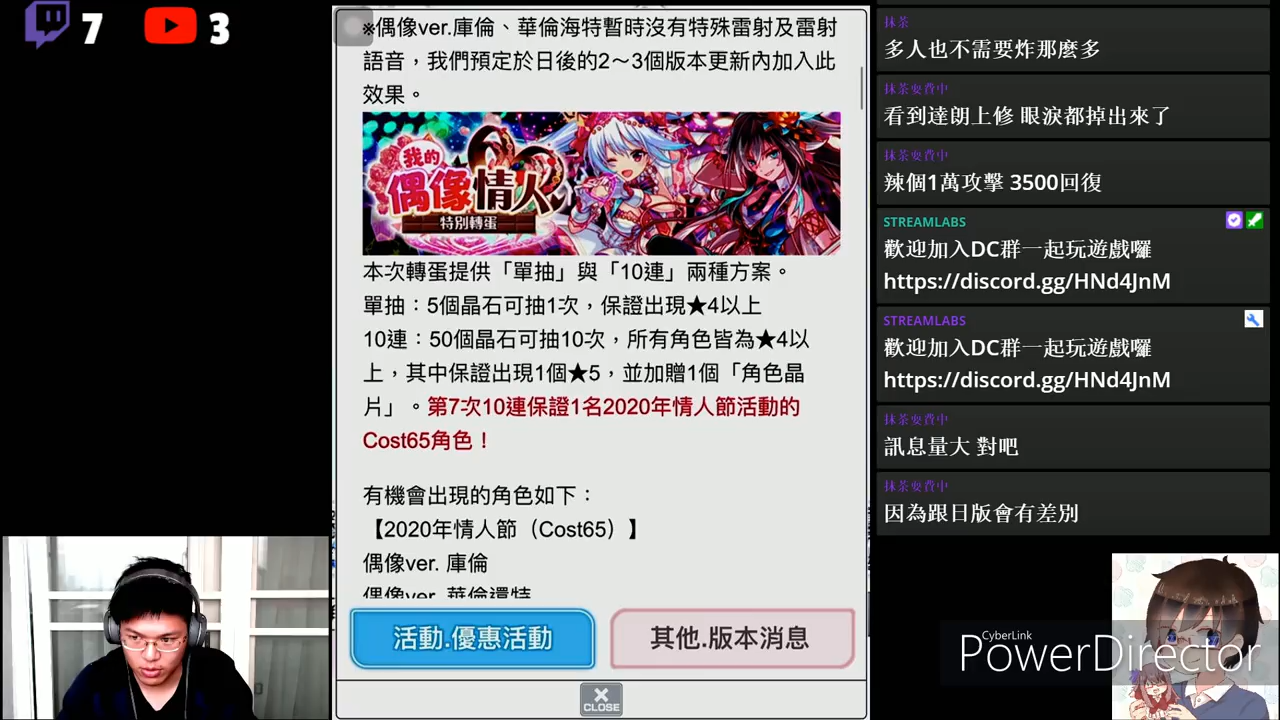 7
3
※偶像ver.庫倫、華倫海特暫時沒有特殊雷射及雷射
語音，我們預定於日後的2～3個版本更新內加入此
效果。
我的
偶像情人
特別轉蛋
本次轉蛋提供「單抽」與「10連」兩種方案。
單抽：5個晶石可抽1次，保證出現★4以上
10連：50個晶石可抽10次，所有角色皆為★4以
上，其中保證出現1個★5，並加贈1個「角色晶
片」。第7次10連保證1名2020年情人節活動的
Cost65角色！
有機會出現的角色如下：
【2020年情人節（Cost65）】
偶像ver. 庫倫
偶像ver. 華倫還特
活動.優惠活動
其他.版本消息
CLOSE
抹茶
多人也不需要炸那麼多
抹茶耍費中
看到達朗上修 眼淚都掉出來了
抹茶耍費中
辣個1萬攻擊 3500回復
STREAMLABS
歡迎加入DC群一起玩遊戲囉
https://discord.gg/HNd4JnM
STREAMLABS
歡迎加入DC群一起玩遊戲囉
https://discord.gg/HNd4JnM
抹茶耍費中
訊息量大 對吧
抹茶耍費中
因為跟日版會有差別
CyberLink
PowerDirector